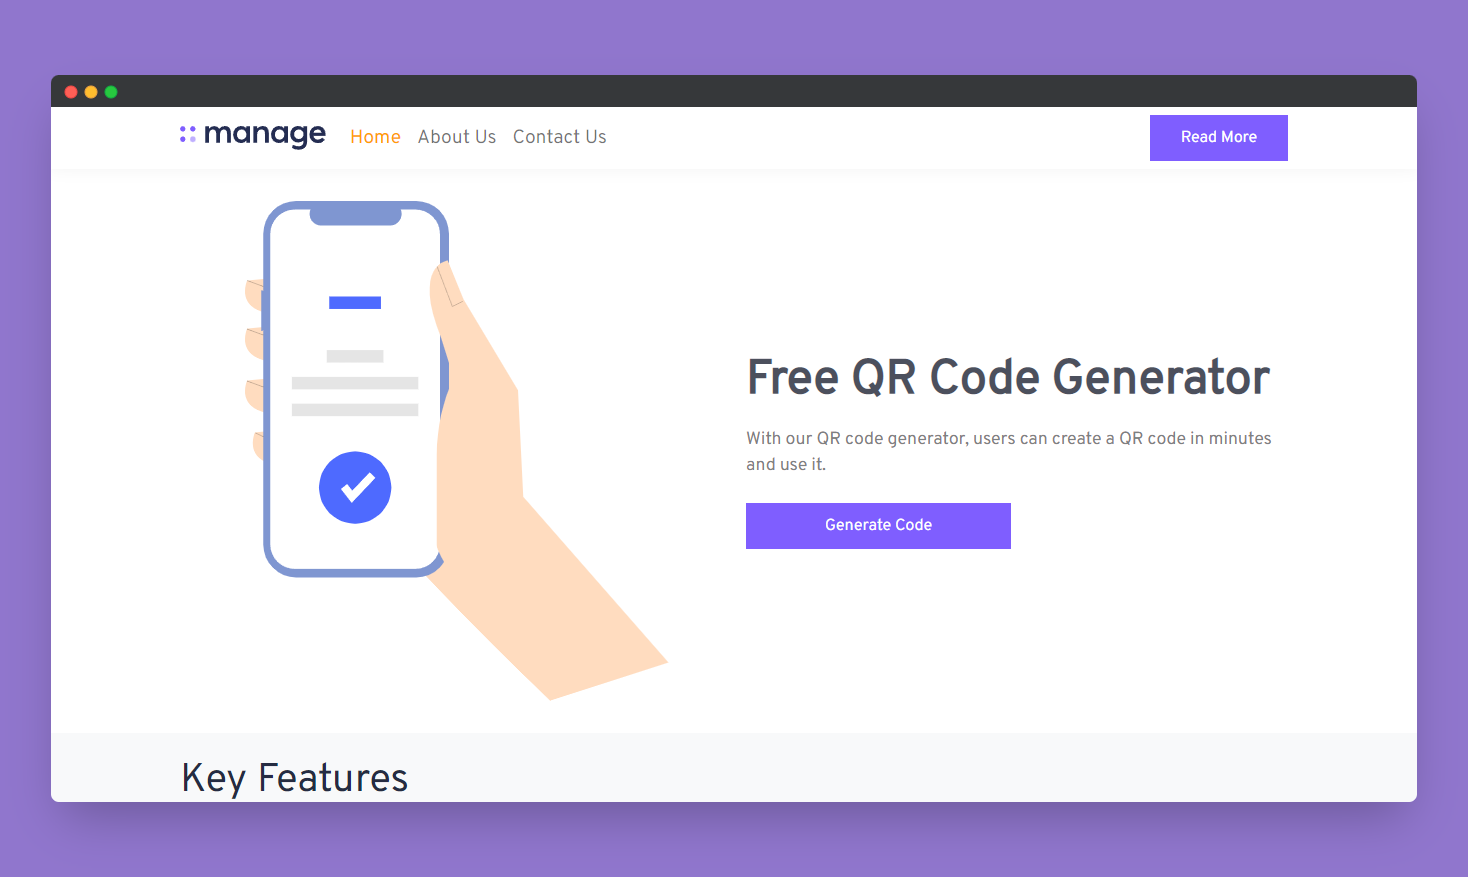 manage Home About Us Contact Us Read More
Free QR Code Generator
With our QR code generator, users can create a QR code in minutes
and use it.
Generate Code
Key Features